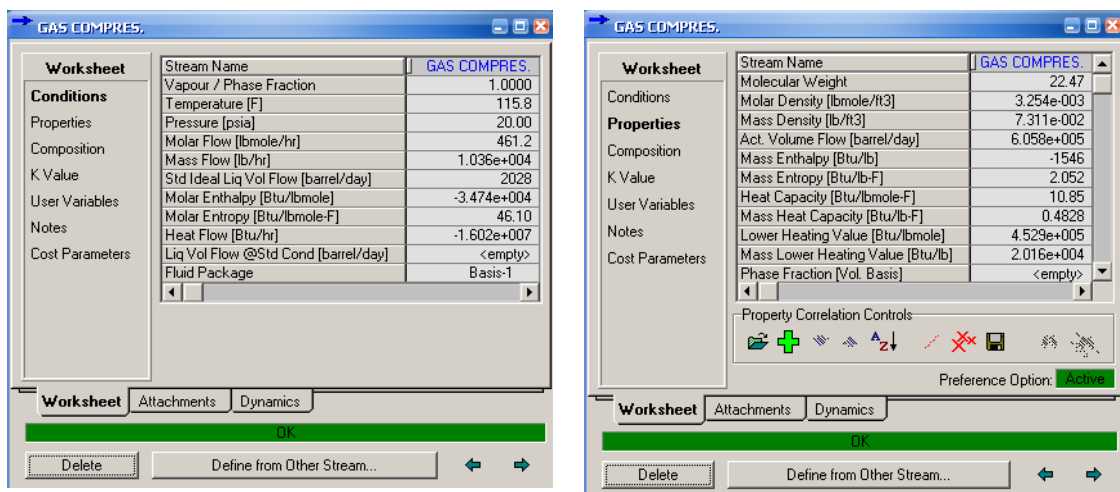 GAS COMPRES.
Worksheet
Conditions
Properties
Composition
K Value
User Variables
Notes
Cost Parameters
Stream Name GAS COMPRES.
Vapour / Phase Fraction 1.0000
Temperature [F] 115.8
Pressure [psia] 20.00
Molar Flow [lbmole/hr] 461.2
Mass Flow [lb/hr] 1.036e+004
Std Ideal Liq Vol Flow [barrel/day] 2028
Molar Enthalpy [Btu/lbmole] -3.474e+004
Molar Entropy [Btu/lbmole-F] 46.10
Heat Flow [Btu/hr] -1.602e+007
Liq Vol Flow @Std Cond [barrel/day] <empty>
Fluid Package Basis-1
Worksheet Attachments Dynamics
OK
Delete Define from Other Stream...
GAS COMPRES.
Worksheet
Conditions
Properties
Composition
K Value
User Variables
Notes
Cost Parameters
Stream Name GAS COMPRES.
Molecular Weight 22.47
Molar Density [lbmole/ft3] 3.254e-003
Mass Density [lb/ft3] 7.311e-002
Act. Volume Flow [barrel/day] 6.058e+005
Mass Enthalpy [Btu/lb] -1546
Mass Entropy [Btu/lb-F] 2.052
Heat Capacity [Btu/lbmole-F] 10.85
Mass Heat Capacity [Btu/lb-F] 0.4828
Lower Heating Value [Btu/lbmole] 4.529e+005
Mass Lower Heating Value [Btu/lb] 2.016e+004
Phase Fraction [Vol. Basis] <empty>
Property Correlation Controls
Preference Option: Active
Worksheet Attachments Dynamics
OK
Delete Define from Other Stream...